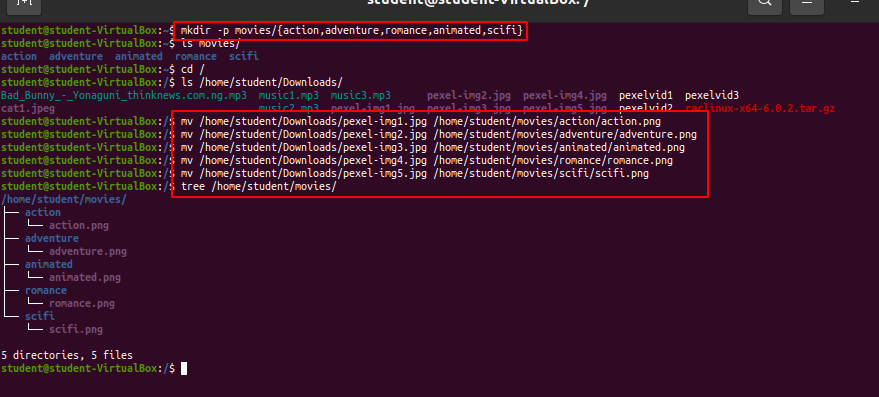 student@student-VirtualBox: /
student@student-VirtualBox:~$ mkdir -p movies/{action,adventure,romance,animated,scifi}
student@student-VirtualBox:~$ ls movies/
action  adventure  animated  romance  scifi
student@student-VirtualBox:~$ cd /
student@student-VirtualBox:/$ ls /home/student/Downloads/
Bad_Bunny_-_Yonaguni_thinknews.com.ng.mp3  music1.mp3  music3.mp3      pexel-img2.jpg  pexel-img4.jpg  pexelvid1  pexelvid3
cat1.jpeg                                  music2.mp3  pexel-img1.jpg  pexel-img3.jpg  pexel-img5.jpg  pexelvid2
student@student-VirtualBox:/$ mv /home/student/Downloads/pexel-img1.jpg /home/student/movies/action/action.png
student@student-VirtualBox:/$ mv /home/student/Downloads/pexel-img2.jpg /home/student/movies/adventure/adventure.png
student@student-VirtualBox:/$ mv /home/student/Downloads/pexel-img3.jpg /home/student/movies/animated/animated.png
student@student-VirtualBox:/$ mv /home/student/Downloads/pexel-img4.jpg /home/student/movies/romance/romance.png
student@student-VirtualBox:/$ mv /home/student/Downloads/pexel-img5.jpg /home/student/movies/scifi/scifi.png
student@student-VirtualBox:/$ tree /home/student/movies/
/home/student/movies/
├── action
│   └── action.png
├── adventure
│   └── adventure.png
├── animated
│   └── animated.png
├── romance
│   └── romance.png
└── scifi
    └── scifi.png
5 directories, 5 files
student@student-VirtualBox:/$